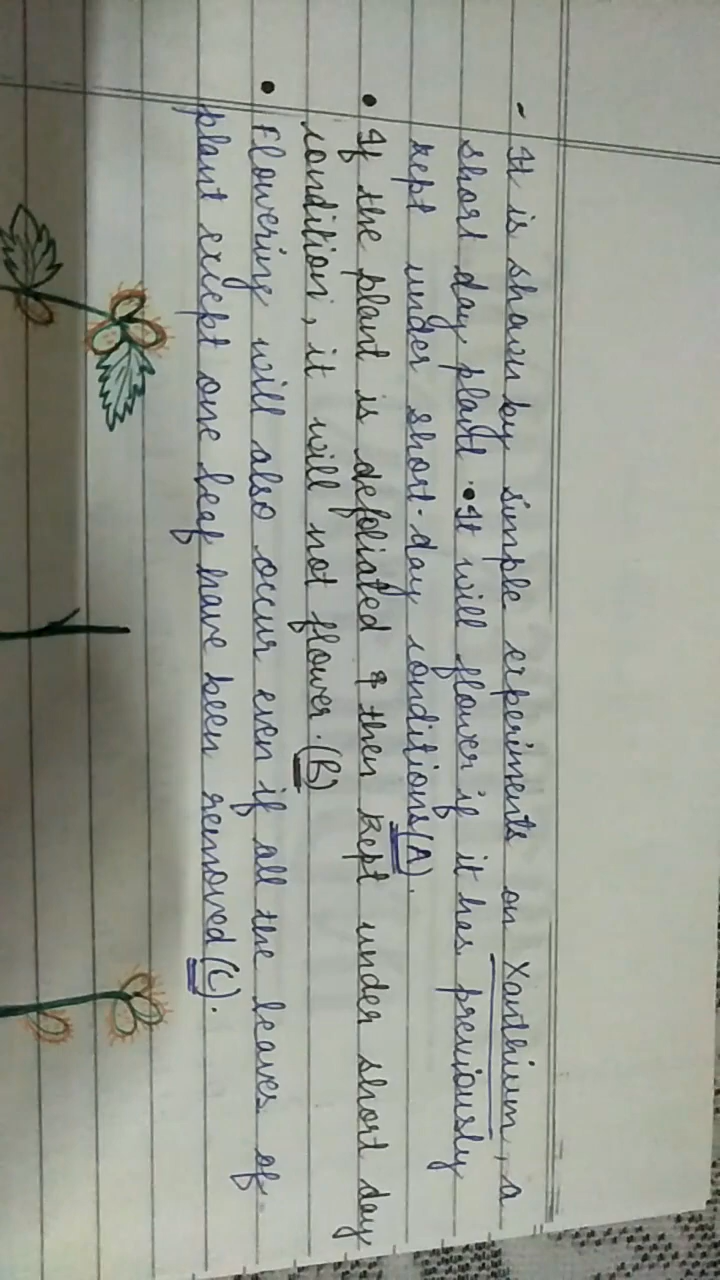 - It is shown by simple experiments on Xanthium, a
short day plant. • It will flower if it has previously
kept under short-day conditions(A).
• If the plant is defoliated & then kept under short day
condition, it will not flower. (B)
• Flowering will also occur even if all the leaves of
plant except one leaf have been removed(C).